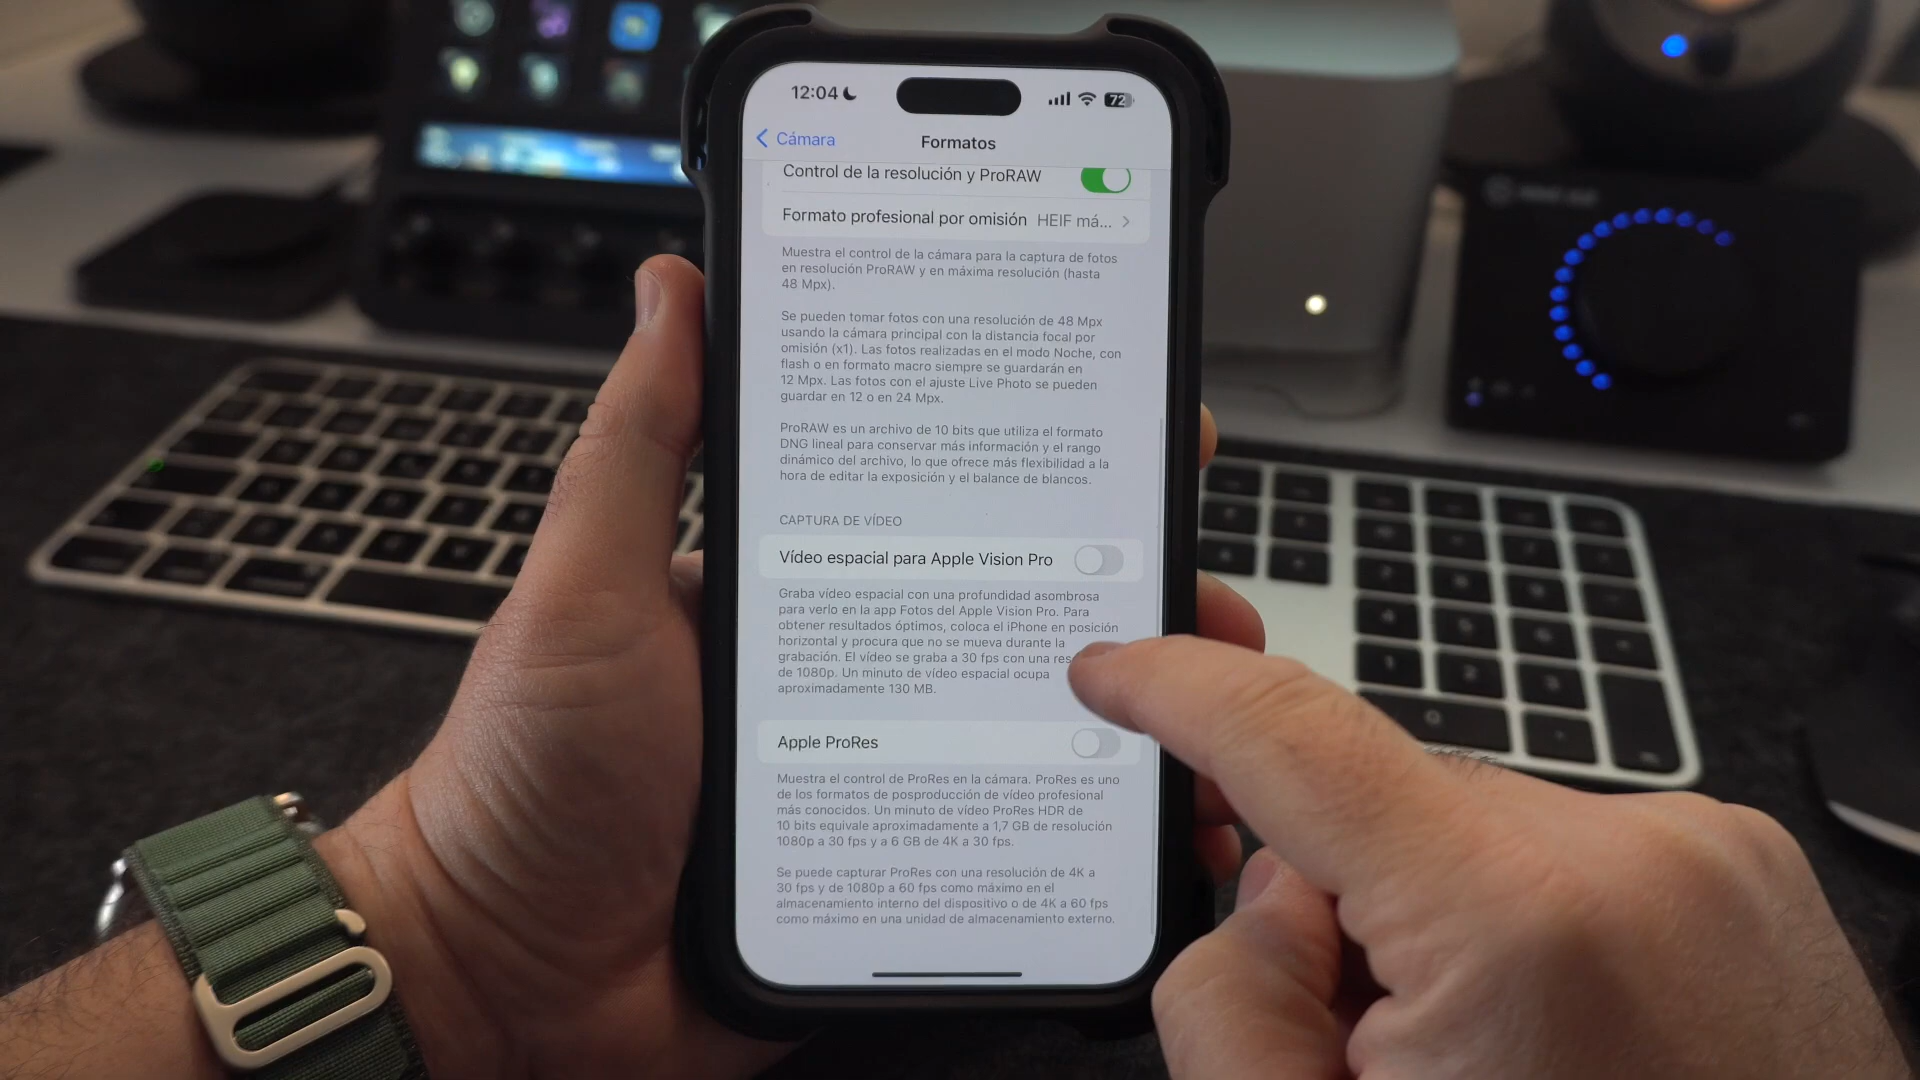 12:04
72
Cámara
Formatos
Control de la resolución y ProRAW
Formato profesional por omisión HEIF má...
Muestra el control de la cámara para la captura de fotos
en resolución ProRAW y en máxima resolución (hasta
48 Mpx).
Se pueden tomar fotos con una resolución de 48 Mpx
usando la cámara principal con la distancia focal por
omisión (x1). Las fotos realizadas en el modo Noche, con
flash o en formato macro siempre se guardarán en
12 Mpx. Las fotos con el ajuste Live Photo se pueden
guardar en 12 o en 24 Mpx.
ProRAW es un archivo de 10 bits que utiliza el formato
DNG lineal para conservar más información y el rango
dinámico del archivo, lo que ofrece más flexibilidad a la
hora de editar la exposición y el balance de blancos.
CAPTURA DE VÍDEO
Vídeo espacial para Apple Vision Pro
Graba vídeo espacial con una profundidad asombrosa
para verlo en la app Fotos del Apple Vision Pro. Para
obtener resultados óptimos, coloca el iPhone en posición
horizontal y procura que no se mueva durante la
grabación. El vídeo se graba a 30 fps con una res
de 1080p. Un minuto de vídeo espacial ocupa
aproximadamente 130 MB.
Apple ProRes
Muestra el control de ProRes en la cámara. ProRes es uno
de los formatos de posproducción de vídeo profesional
más conocidos. Un minuto de vídeo ProRes HDR de
10 bits equivale aproximadamente a 1,7 GB de resolución
1080p a 30 fps y a 6 GB de 4K a 30 fps.
Se puede capturar ProRes con una resolución de 4K a
30 fps y de 1080p a 60 fps como máximo en el
almacenamiento interno del dispositivo o de 4K a 60 fps
como máximo en una unidad de almacenamiento externo.